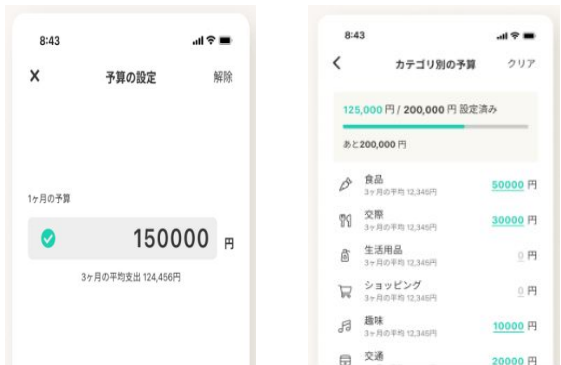 8:43
予算の設定
解除
1ヶ月の予算
150000 円
3ヶ月の平均支出 124,456円
8:43
カテゴリ別の予算
クリア
125,000 円 / 200,000 円 設定済み
あと200,000 円
食品
50000 円
3ヶ月の平均 12,345円
交際
30000 円
3ヶ月の平均 12,345円
生活用品
0 円
3ヶ月の平均 12,345円
ショッピング
0 円
3ヶ月の平均 12,345円
趣味
10000 円
3ヶ月の平均 12,345円
交通
20000 円